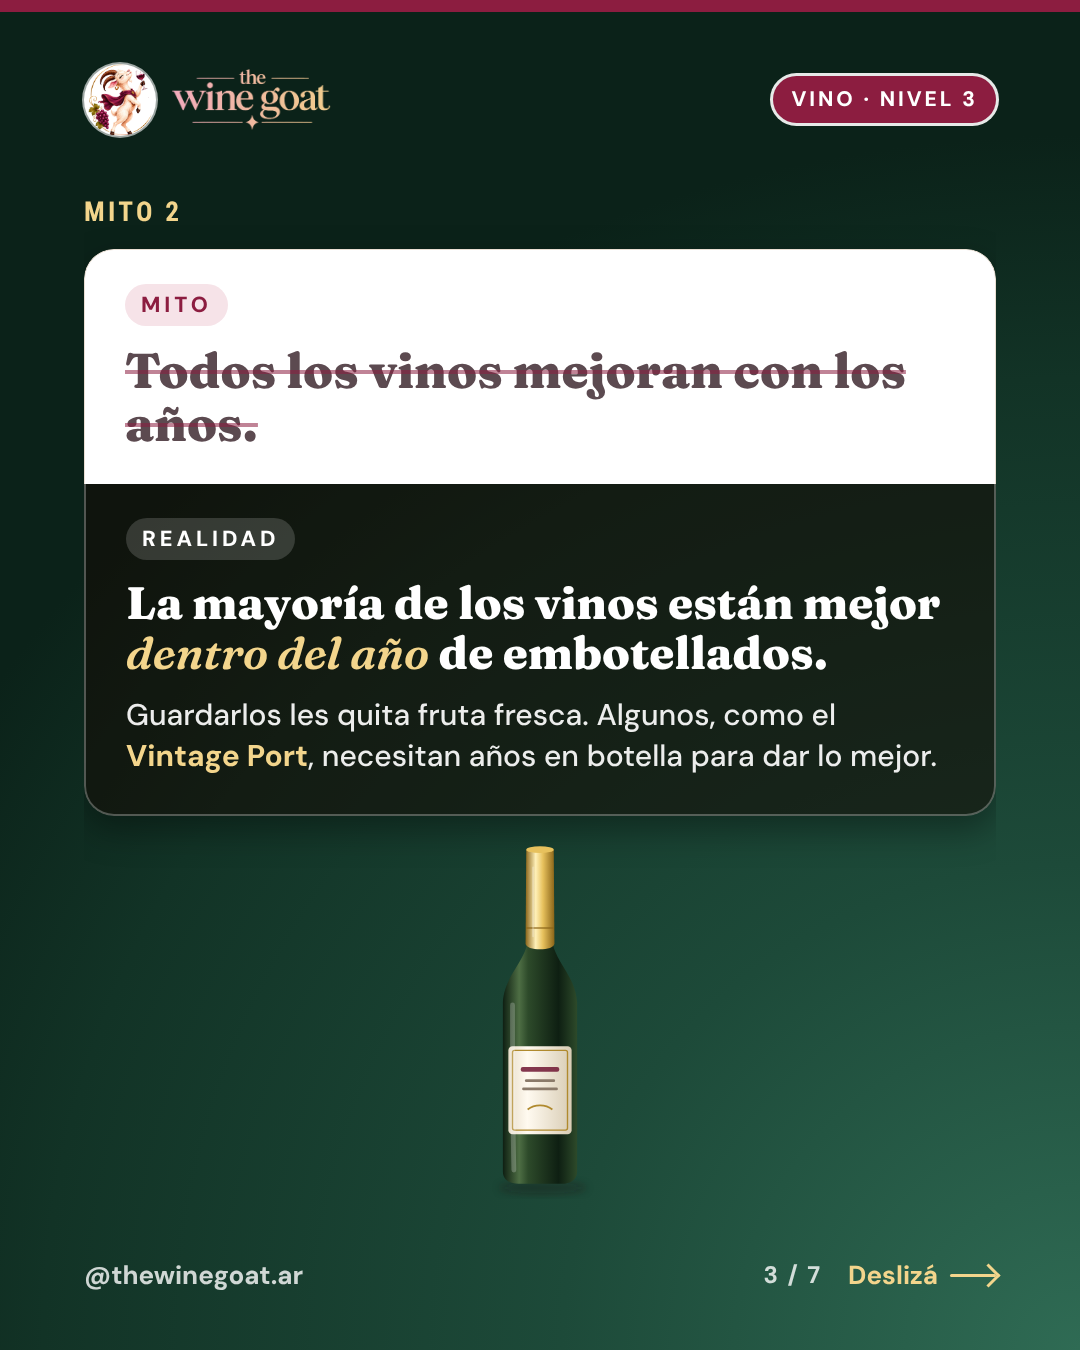 the
wine goat
VINO · NIVEL 3
MITO 2
MITO
Todos los vinos mejoran con los
años.
REALIDAD
La mayoría de los vinos están mejor
dentro del año de embotellados.
Guardarlos les quita fruta fresca. Algunos, como el
Vintage Port, necesitan años en botella para dar lo mejor.
@thewinegoat.ar
3 / 7
Deslizá